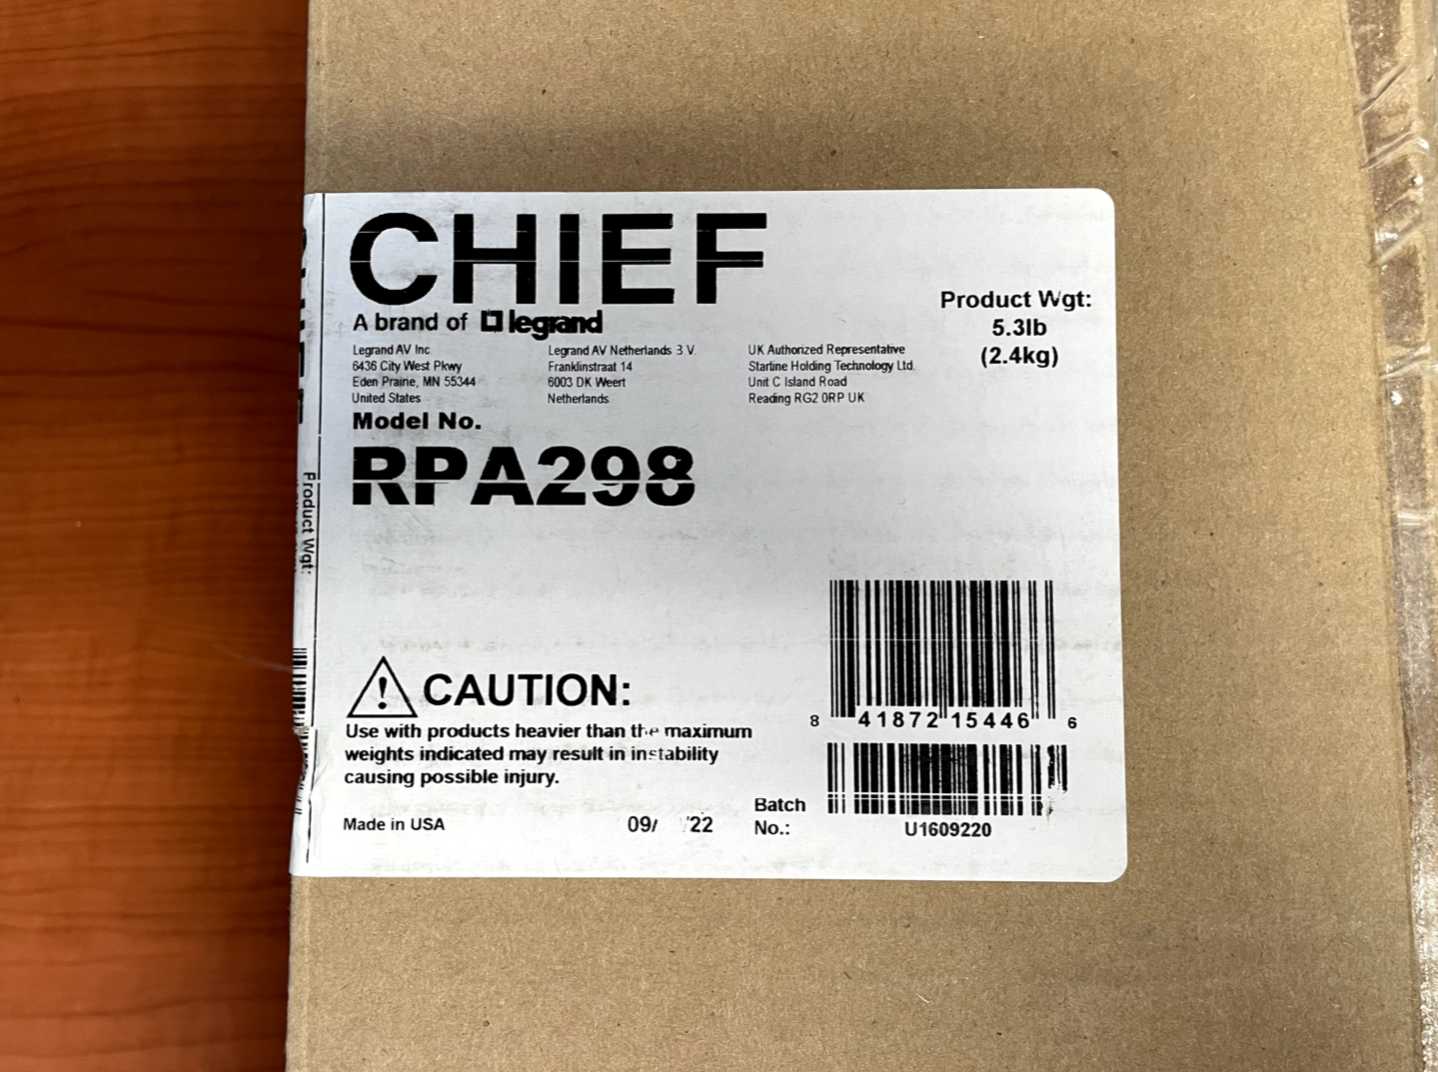 CHIEF
A brand of legrand
Legrand AV Inc.
6436 City West Pkwy
Eden Prairie, MN 55344
United States
Legrand AV Netherlands B.V.
Franklinstraat 14
6003 DK Weert
Netherlands
UK Authorized Representative
Starline Holding Technology Ltd.
Unit C Island Road
Reading RG2 0RP UK
Product Wgt:
5.3lb
(2.4kg)
Model No.
RPA298
CAUTION:
Use with products heavier than the maximum
weights indicated may result in instability
causing possible injury.
8 41872 15446 6
Made in USA
09/ '22
Batch
No.:
U1609220
Product Wgt: